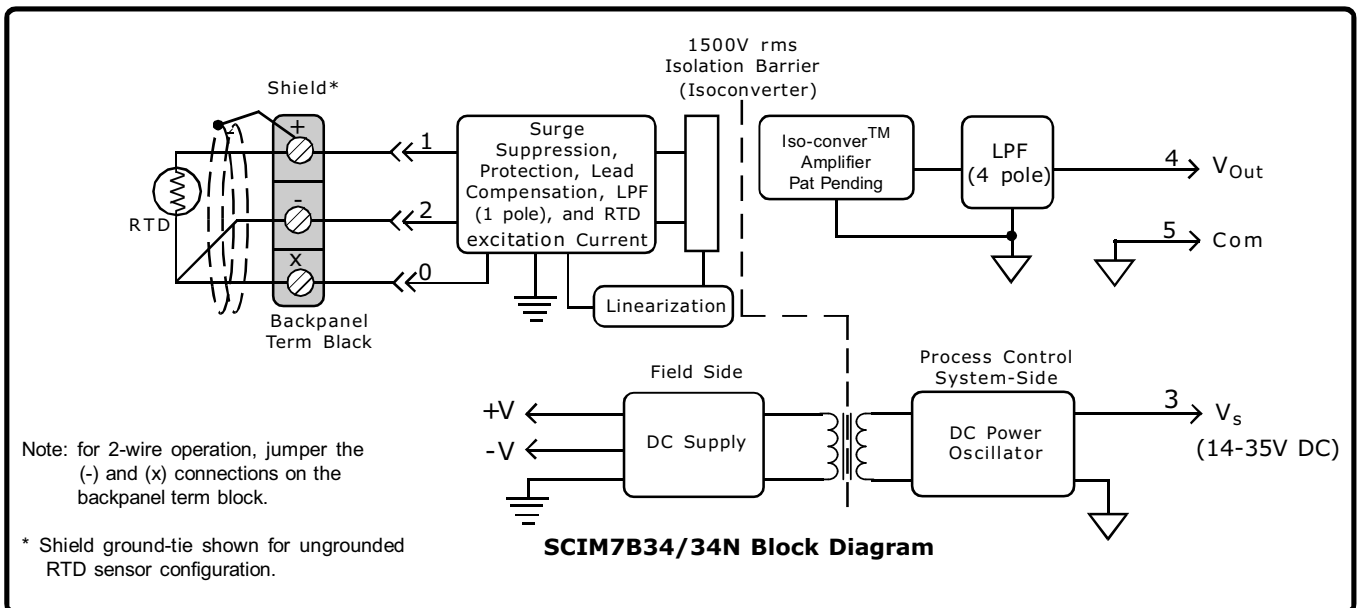 1500V rms
Isolation Barrier
(Isoconverter)
Shield*
+
-
x
RTD
Backpanel
Term Black
1
2
0
Surge
Suppression,
Protection, Lead
Compensation, LPF
(1 pole), and RTD
excitation Current
Linearization
Iso-conver™
Amplifier
Pat Pending
LPF
(4 pole)
4
VOut
5
Com
Field Side
+V
-V
DC Supply
Process Control
System-Side
DC Power
Oscillator
3
Vs
(14-35V DC)
Note: for 2-wire operation, jumper the
(-) and (x) connections on the
backpanel term block.
* Shield ground-tie shown for ungrounded
RTD sensor configuration.
SCIM7B34/34N Block Diagram